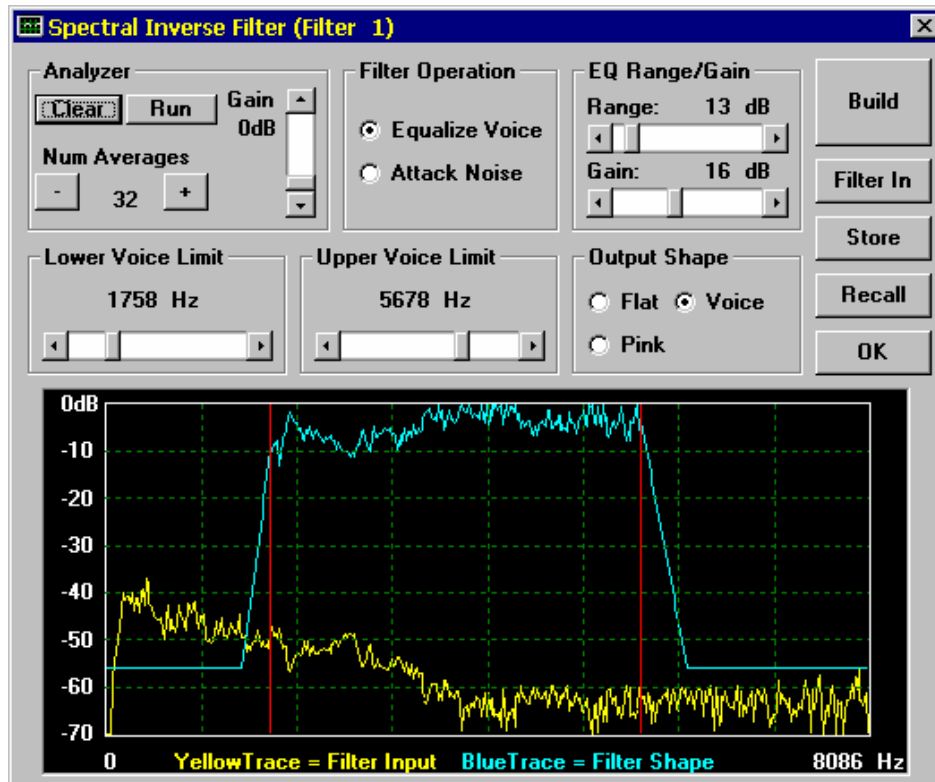 Spectral Inverse Filter (Filter 1)
Analyzer
Clear
Run
Gain
0dB
Num Averages
-
32
+
Filter Operation
Equalize Voice
Attack Noise
EQ Range/Gain
Range: 13 dB
Gain: 16 dB
Build
Filter In
Store
Recall
OK
Lower Voice Limit
1758 Hz
Upper Voice Limit
5678 Hz
Output Shape
Flat
Voice
Pink
0dB
-10
-20
-30
-40
-50
-60
-70
0
YellowTrace = Filter Input
BlueTrace = Filter Shape
8086 Hz